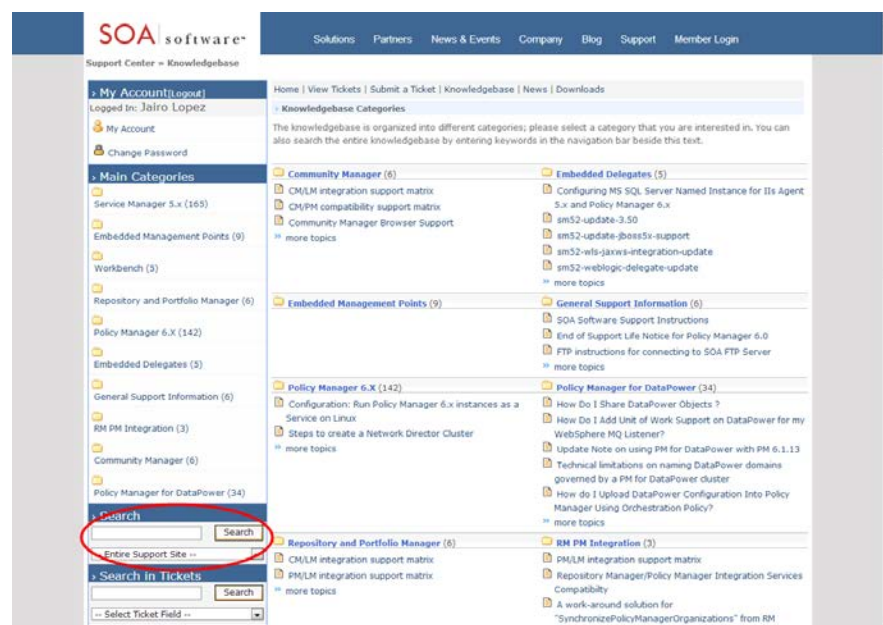 SOA software™
Solutions Partners News & Events Company Blog Support Member Login
Support Center » Knowledgebase
› My Account[Logout]
Logged In: Jairo Lopez
My Account
Change Password
› Main Categories
Service Manager 5.x (165)
Embedded Management Points (9)
Workbench (5)
Repository and Portfolio Manager (6)
Policy Manager 6.X (142)
Embedded Delegates (5)
General Support Information (6)
RM PM Integration (3)
Community Manager (6)
Policy Manager for DataPower (34)
› Search
Search
-- Entire Support Site --
› Search in Tickets
Search
-- Select Ticket Field --
Home | View Tickets | Submit a Ticket | Knowledgebase | News | Downloads
› Knowledgebase Categories
The knowledgebase is organized into different categories; please select a category that you are interested in. You can
also search the entire knowledgebase by entering keywords in the navigation bar beside this text.
Community Manager (6)
CM/LM integration support matrix
CM/PM compatibility support matrix
Community Manager Browser Support
» more topics
Embedded Delegates (5)
Configuring MS SQL Server Named Instance for IIs Agent
5.x and Policy Manager 6.x
sm52-update-3.50
sm52-update-jboss5x-support
sm52-wls-jaxws-integration-update
sm52-weblogic-delegate-update
» more topics
Embedded Management Points (9)
General Support Information (6)
SOA Software Support Instructions
End of Support Life Notice for Policy Manager 6.0
FTP instructions for connecting to SOA FTP Server
» more topics
Policy Manager 6.X (142)
Configuration: Run Policy Manager 6.x instances as a
Service on Linux
Steps to create a Network Director Cluster
» more topics
Policy Manager for DataPower (34)
How Do I Share DataPower Objects ?
How Do I Add Unit of Work Support on DataPower for my
WebSphere MQ Listener?
Update Note on using PM for DataPower with PM 6.1.13
Technical limitations on naming DataPower domains
governed by a PM for DataPower cluster
How do I Upload DataPower Configuration Into Policy
Manager Using Orchestration Policy?
» more topics
Repository and Portfolio Manager (6)
CM/LM integration support matrix
PM/LM integration support matrix
» more topics
RM PM Integration (3)
PM/LM integration support matrix
Repository Manager/Policy Manager Integration Services
Compatibilty
A work-around solution for
"SynchronizePolicyManagerOrganizations" from RM